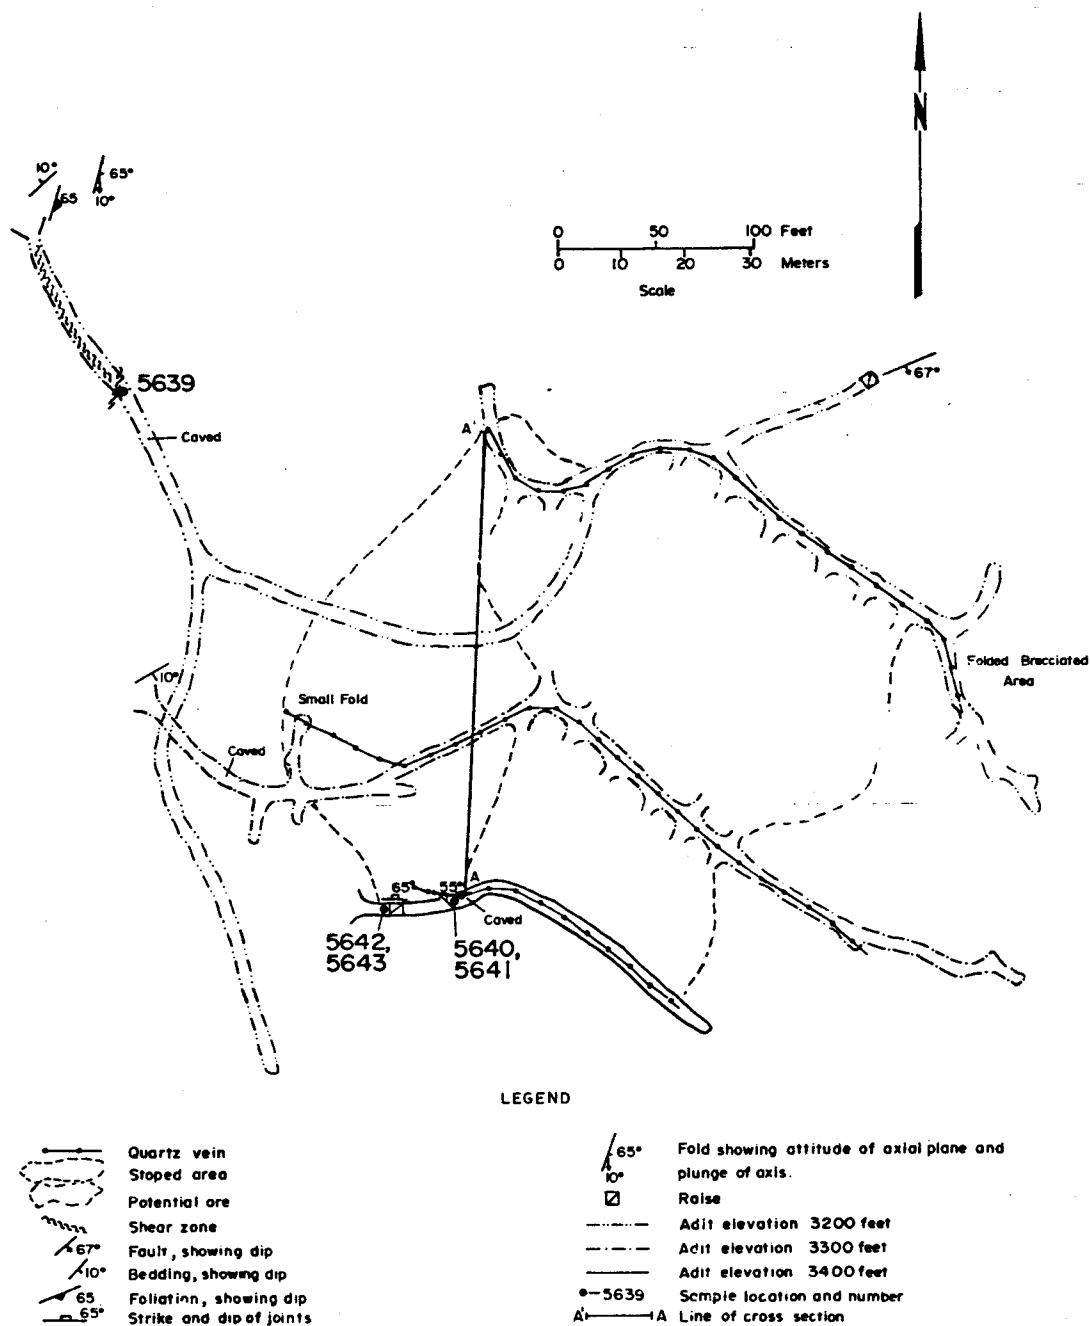 N
10°
65
65°
10°
0 50 100 Feet
0 10 20 30 Meters
Scale
5639
Caved
A'
67°
Folded Brecciated
Area
10°
Small Fold
Caved
65°
55°
A
Caved
5642,
5643
5640,
5641
LEGEND
Quartz vein
Stoped area
Potential ore
Shear zone
67° Fault, showing dip
10° Bedding, showing dip
65 Foliation, showing dip
65° Strike and dip of joints
65° Fold showing attitude of axial plane and
10° plunge of axis.
Raise
Adit elevation 3200 feet
Adit elevation 3300 feet
Adit elevation 3400 feet
5639 Sample location and number
A' A Line of cross section